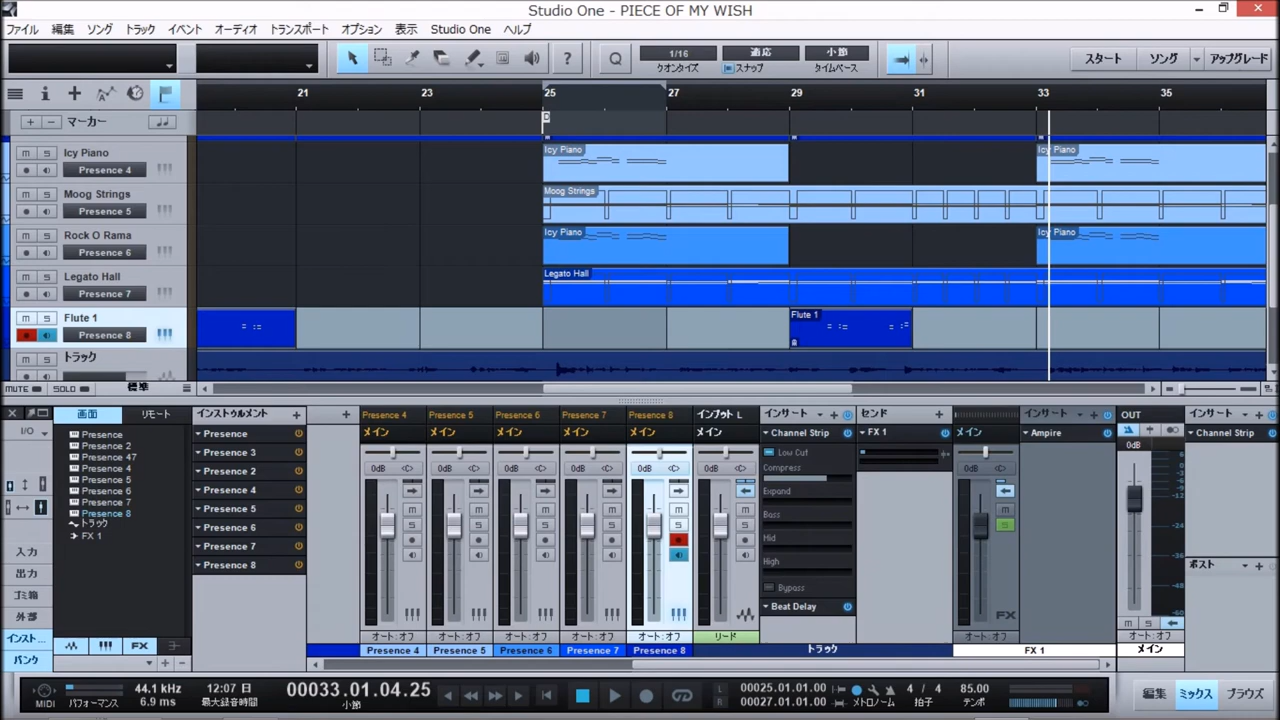 Studio One - PIECE OF MY WISH
ファイル 編集 ソング トラック イベント オーディオ トランスポート オプション 表示 Studio One ヘルプ
? Q 1/16 適応 小節 スタート ソング アップグレード
クオンタイズ スナップ タイムベース
21 23 25 27 29 31 33 35
マーカー
M S Icy Piano Icy Piano Icy Piano
Presence 4
M S Moog Strings Moog Strings
Presence 5
M S Rock O Rama Icy Piano Icy Piano
Presence 6
M S Legato Hall Legato Hall
Presence 7
M S Flute 1 Flute 1
Presence 8
M S トラック
MUTE SOLO 標準
I/O 画面 リモート インストゥルメント Presence 4 Presence 5 Presence 6 Presence 7 Presence 8 インプット L インサート センド インサート OUT インサート
メイン メイン メイン メイン メイン メイン Channel Strip FX 1 メイン Ampire Channel Strip
Presence
Presence 2
Presence 47
Presence 4
Presence 5
Presence 6
Presence 7
Presence 8
トラック
FX 1
Presence
Presence 3
Presence 2
Presence 4
Presence 5
Presence 6
Presence 7
Presence 8
0dB 0dB 0dB 0dB 0dB 0dB 0dB 0dB
Low Cut
Compress
Expand
Bass
Mid
High
Bypass
Beat Delay
6
0
-6
-12
-24
-36
-48
-60
ポスト
入力
出力
ゴミ箱
外部
インスト...
バンク
FX
FX
オート: オフ オート: オフ オート: オフ オート: オフ オート: オフ リード オート: オフ オート: オフ
Presence 4 Presence 5 Presence 6 Presence 7 Presence 8 トラック FX 1 メイン
MIDI 44.1 kHz 12:07 日 00033.01.04.25 L 00025.01.01.00 4 / 4 85.00 編集 ミックス ブラウズ
パフォーマンス 6.9 ms 最大録音時間 小節 R 00027.01.01.00 メトロノーム 拍子 テンポ